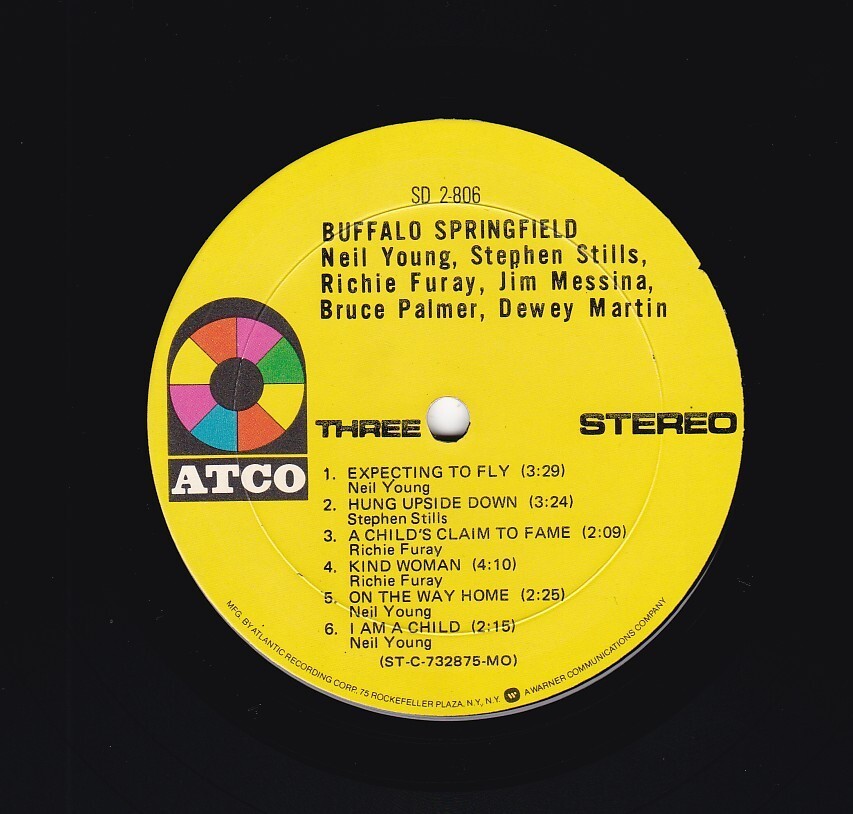 SD 2-806
BUFFALO SPRINGFIELD
Neil Young, Stephen Stills,
Richie Furay, Jim Messina,
Bruce Palmer, Dewey Martin
THREE
STEREO
ATCO
1. EXPECTING TO FLY (3:29)
Neil Young
2. HUNG UPSIDE DOWN (3:24)
Stephen Stills
3. A CHILD'S CLAIM TO FAME (2:09)
Richie Furay
4. KIND WOMAN (4:10)
Richie Furay
5. ON THE WAY HOME (2:25)
Neil Young
6. I AM A CHILD (2:15)
Neil Young
(ST-C-732875-MO)
MFG. BY ATLANTIC RECORDING CORP. 75 ROCKEFELLER PLAZA, N.Y., N.Y. W A WARNER COMMUNICATIONS COMPANY